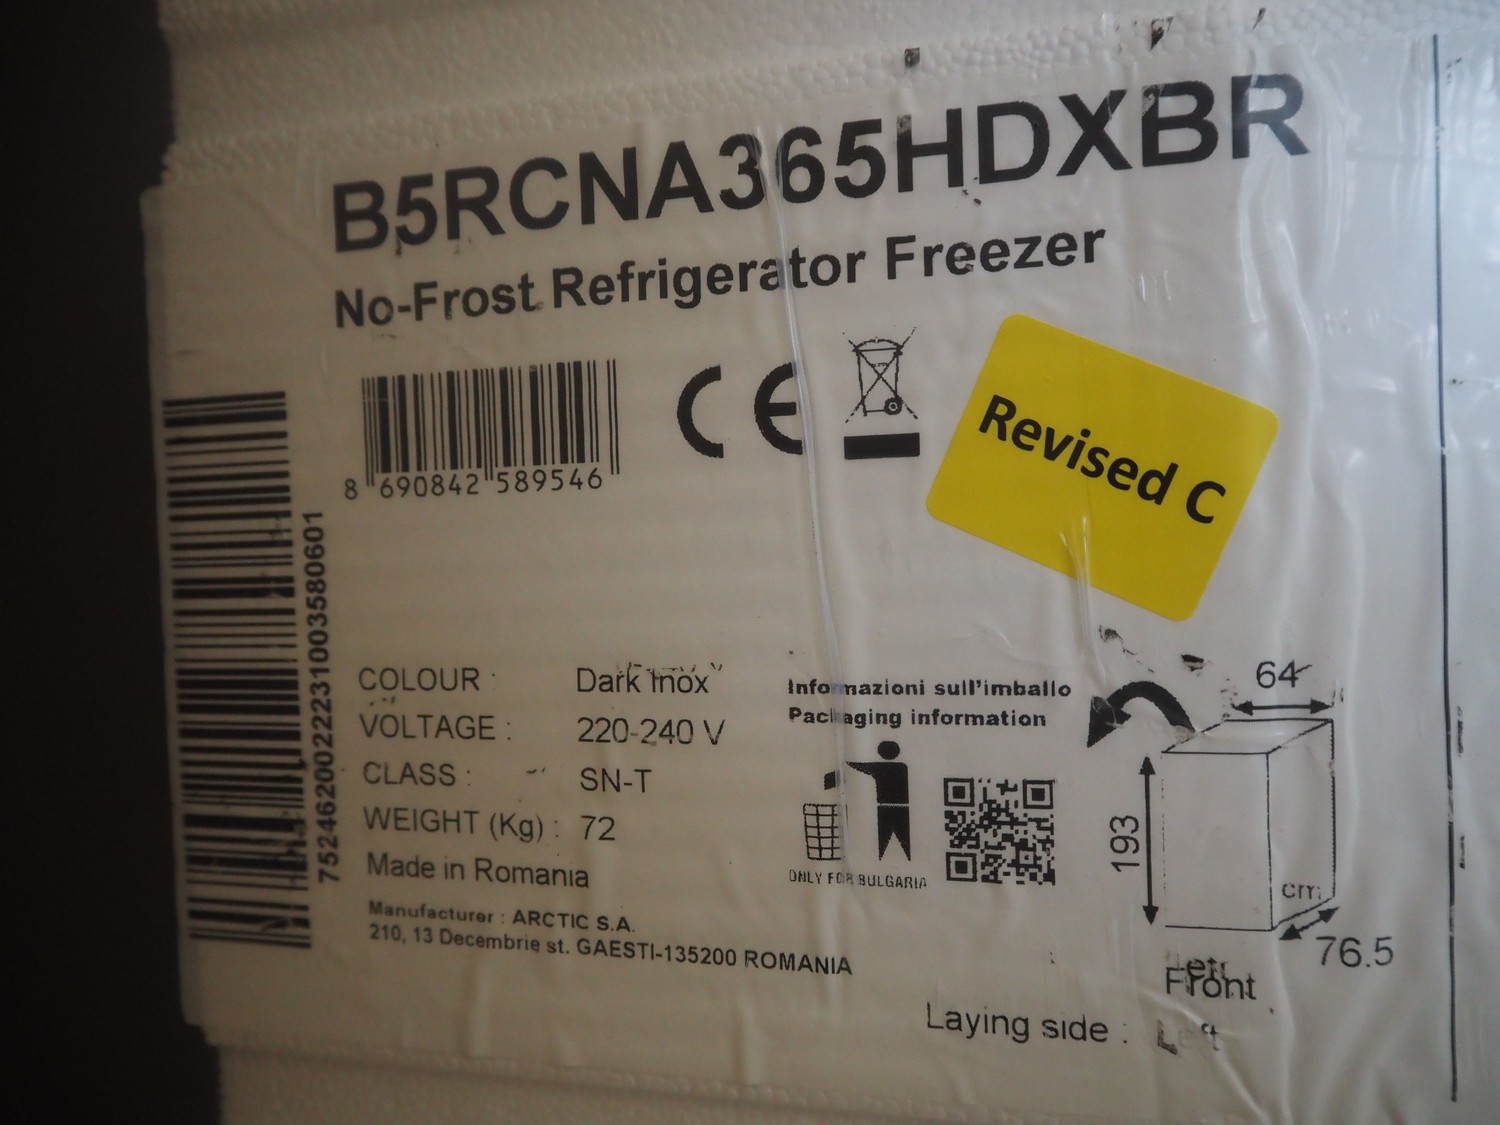 B5RCNA365HDXBR
No-Frost Refrigerator Freezer
8 690842 589546
CE
Revised C
7524620022231003580601
COLOUR : Dark Inox
VOLTAGE : 220-240 V
CLASS : SN-T
WEIGHT (Kg) : 72
Made in Romania
Manufacturer : ARCTIC S.A.
210, 13 Decembrie st. GAESTI-135200 ROMANIA
Informazioni sull'imballo
Packaging information
ONLY FOR BULGARIA
64
193
cm
76.5
Front
Laying side : Left